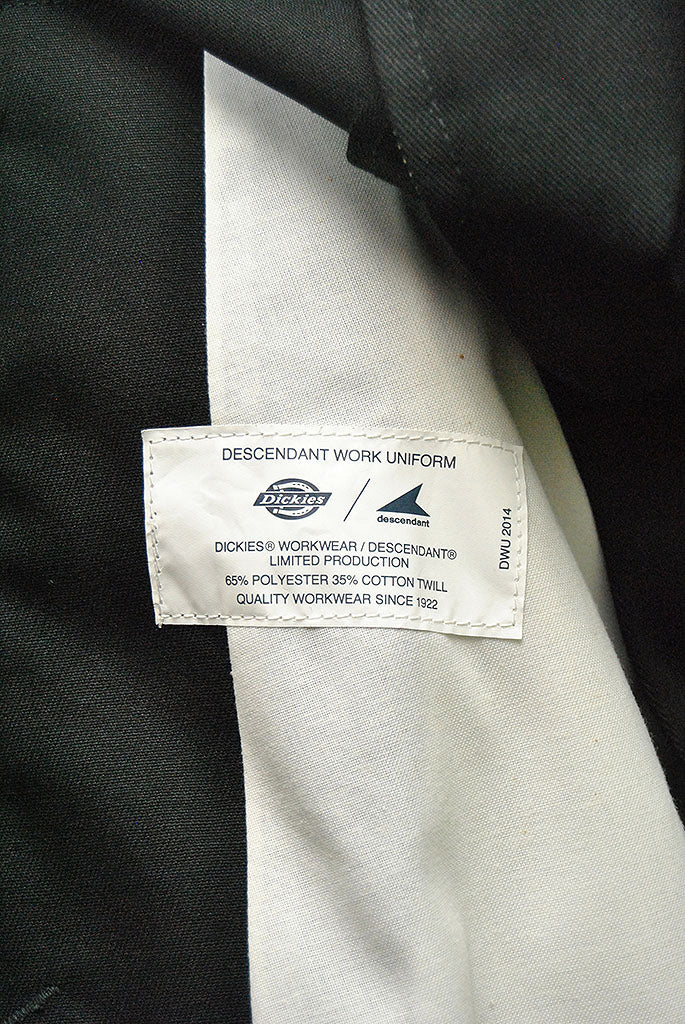 DESCENDANT WORK UNIFORM
Dickies / descendant
DICKIES® WORKWEAR / DESCENDANT®
LIMITED PRODUCTION
65% POLYESTER 35% COTTON TWILL
QUALITY WORKWEAR SINCE 1922
DWU 2014